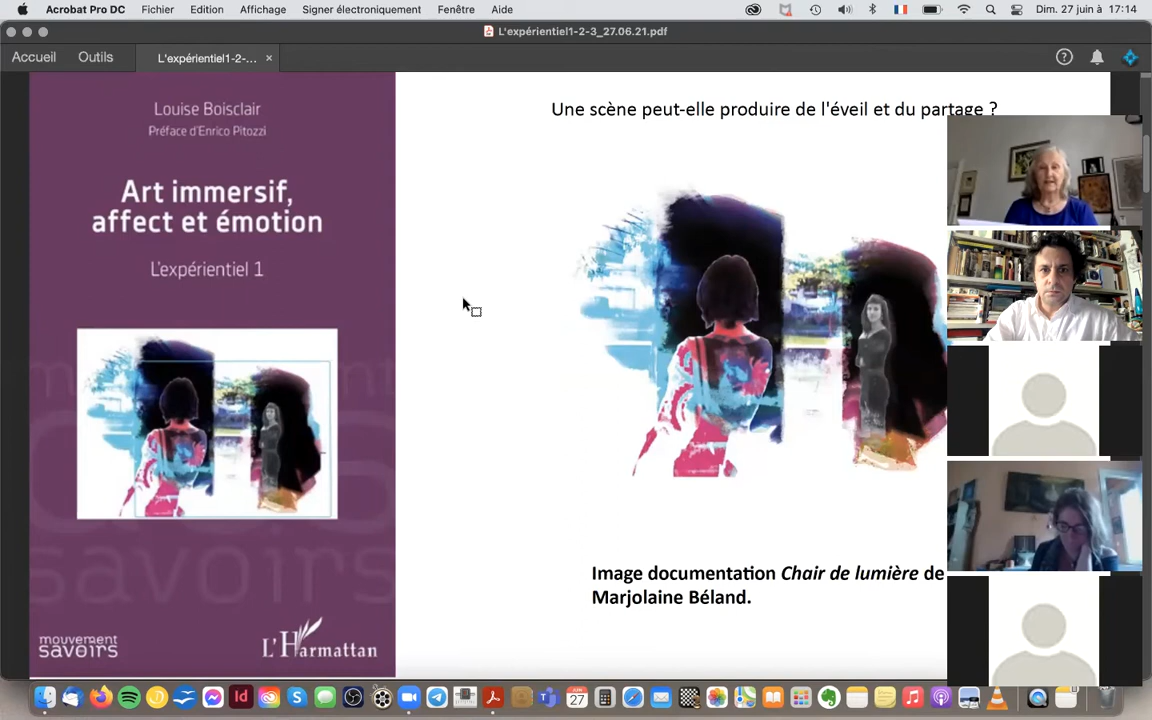 Acrobat Pro DC Fichier Edition Affichage Signer électroniquement Fenêtre Aide Dim. 27 juin à 17:14
L'expérientiel1-2-3_27.06.21.pdf
Accueil Outils L'expérientiel1-2-... ×
Louise Boisclair
Préface d'Enrico Pitozzi
Art immersif,
affect et émotion
L'expérientiel 1
mouvement
savoirs
L'Harmattan
Une scène peut-elle produire de l'éveil et du partage ?
Image documentation Chair de lumière de
Marjolaine Béland.
savoirs
JUIN
27
Id